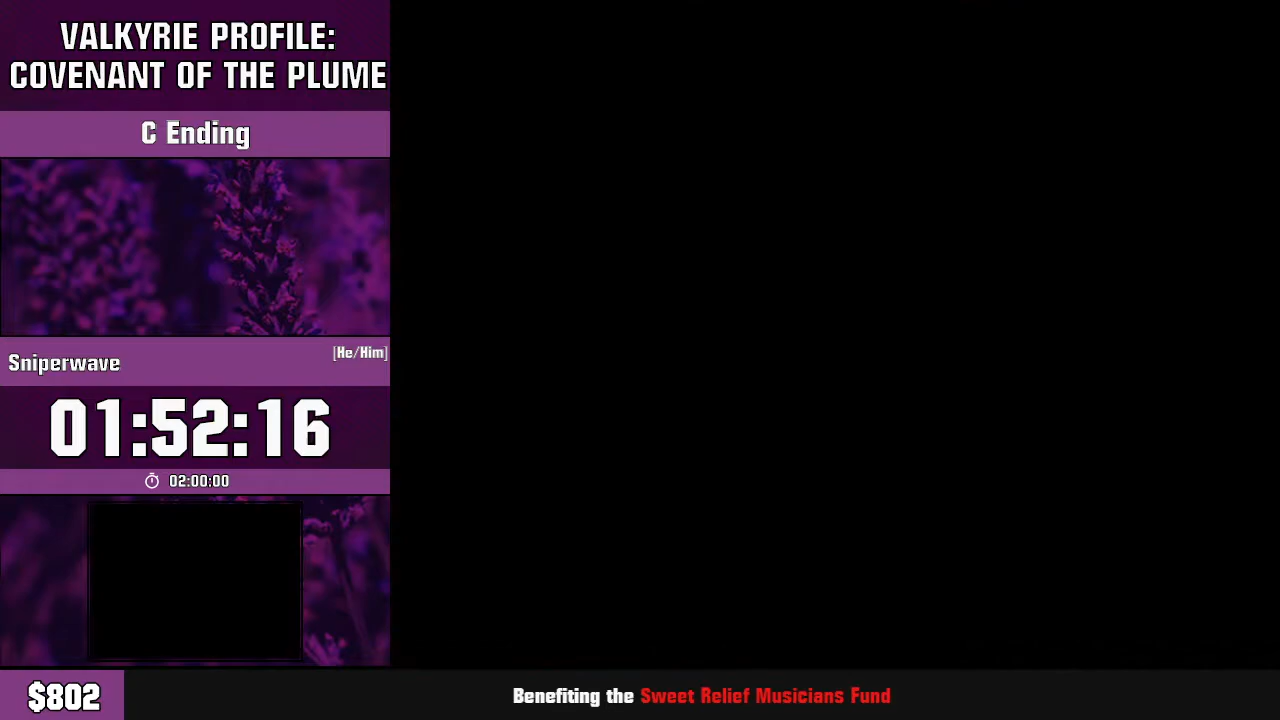 VALKYRIE PROFILE:
COVENANT OF THE PLUME
C Ending
Sniperwave
[He/Him]
01:52:16
02:00:00
$802
Benefiting the Sweet Relief Musicians Fund